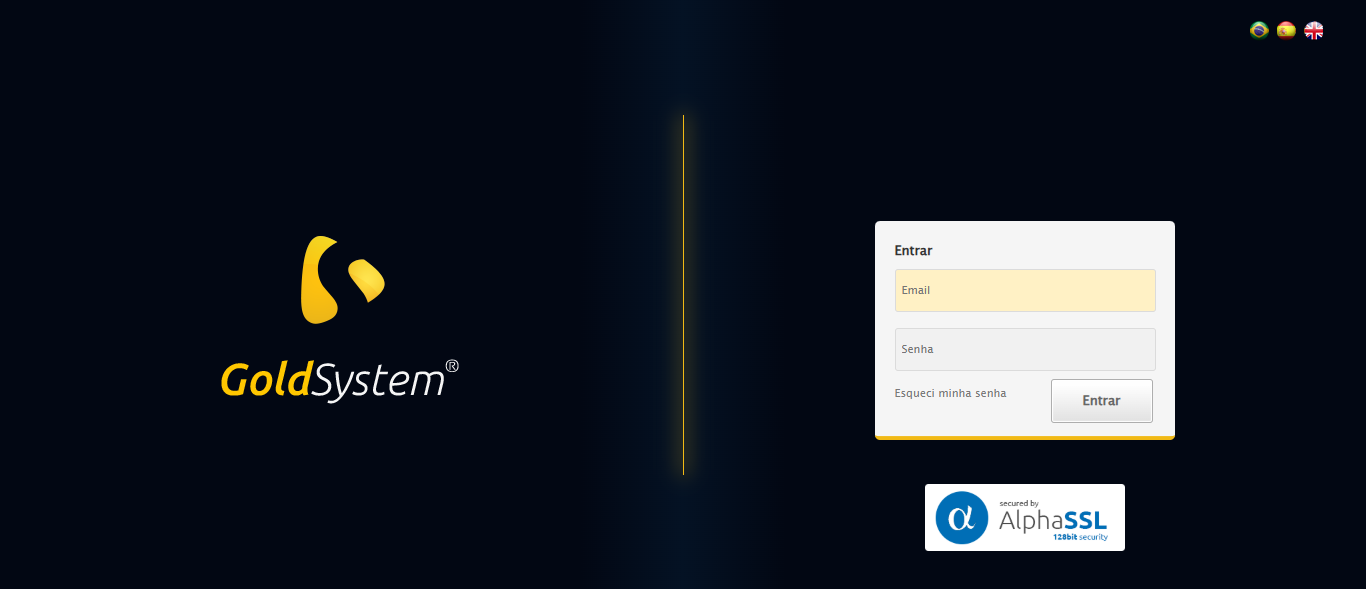 GoldSystem®
Entrar
Email
Senha
Esqueci minha senha
Entrar
α
secured by
AlphaSSL
128bit security